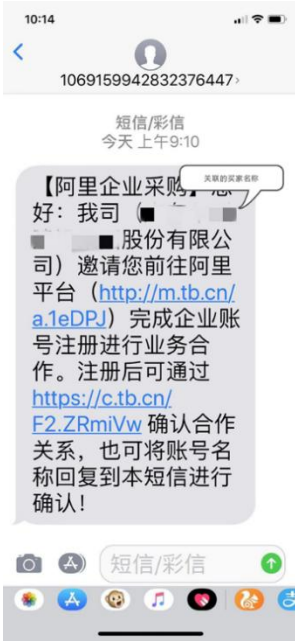 10:14
1069159942832376447
短信/彩信
今天 上午9:10
关联的买家名称
【阿里企业采购】您
好：我司（
股份有限公
司）邀请您前往阿里
平台（http://m.tb.cn/
a.1eDPJ）完成企业账
号注册进行业务合
作。注册后可通过
https://c.tb.cn/
F2.ZRmiVw 确认合作
关系，也可将账号名
称回复到本短信进行
确认！
短信/彩信